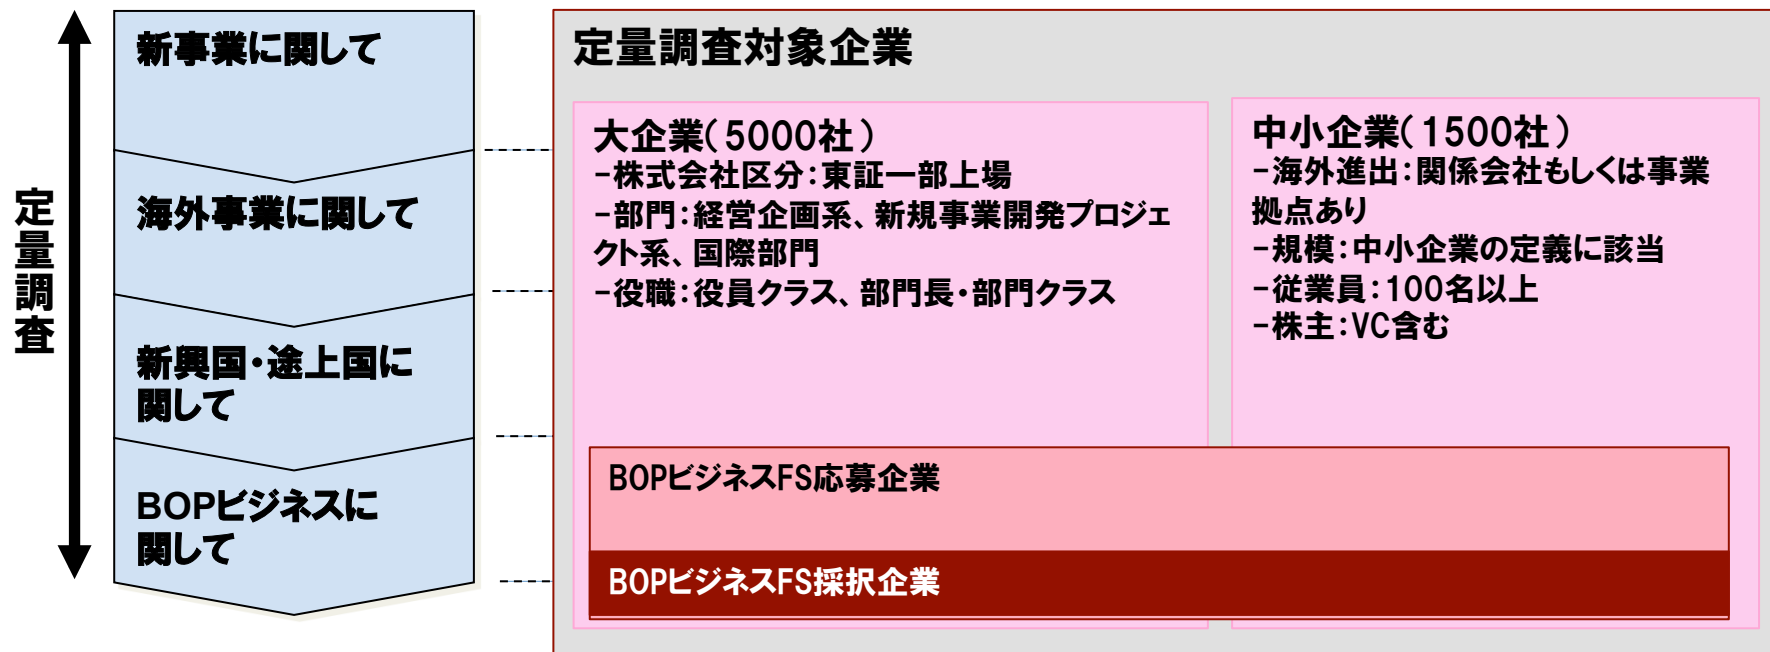 定量調査
新事業に関して
海外事業に関して
新興国・途上国に
関して
BOPビジネスに
関して
定量調査対象企業
大企業(5000社)
-株式会社区分:東証一部上場
-部門:経営企画系、新規事業開発プロジェ
クト系、国際部門
-役職:役員クラス、部門長・部門クラス
中小企業(1500社)
-海外進出:関係会社もしくは事業
拠点あり
-規模:中小企業の定義に該当
-従業員:100名以上
-株主:VC含む
BOPビジネスFS応募企業
BOPビジネスFS採択企業